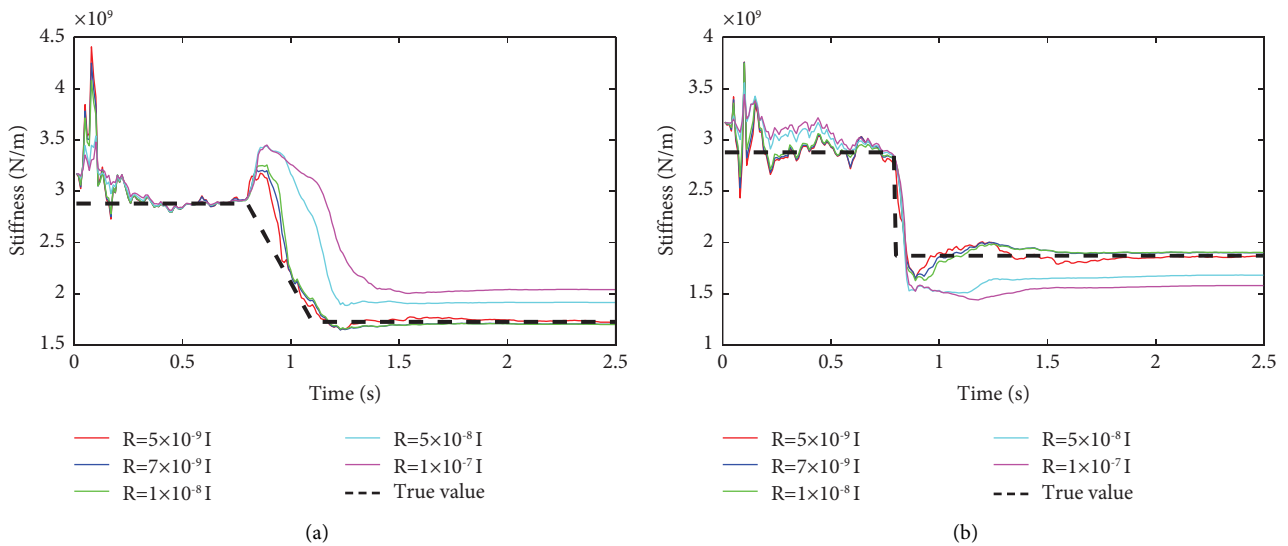 ×10⁹
4.5
4
3.5
3
2.5
2
1.5
Stiffness (N/m)
0
0.5
1
1.5
2
2.5
Time (s)
R=5×10⁻⁹ I
R=7×10⁻⁹ I
R=1×10⁻⁸ I
R=5×10⁻⁸ I
R=1×10⁻⁷ I
True value
(a)
×10⁹
4
3.5
3
2.5
2
1.5
1
Stiffness (N/m)
0
0.5
1
1.5
2
2.5
Time (s)
R=5×10⁻⁹ I
R=7×10⁻⁹ I
R=1×10⁻⁸ I
R=5×10⁻⁸ I
R=1×10⁻⁷ I
True value
(b)